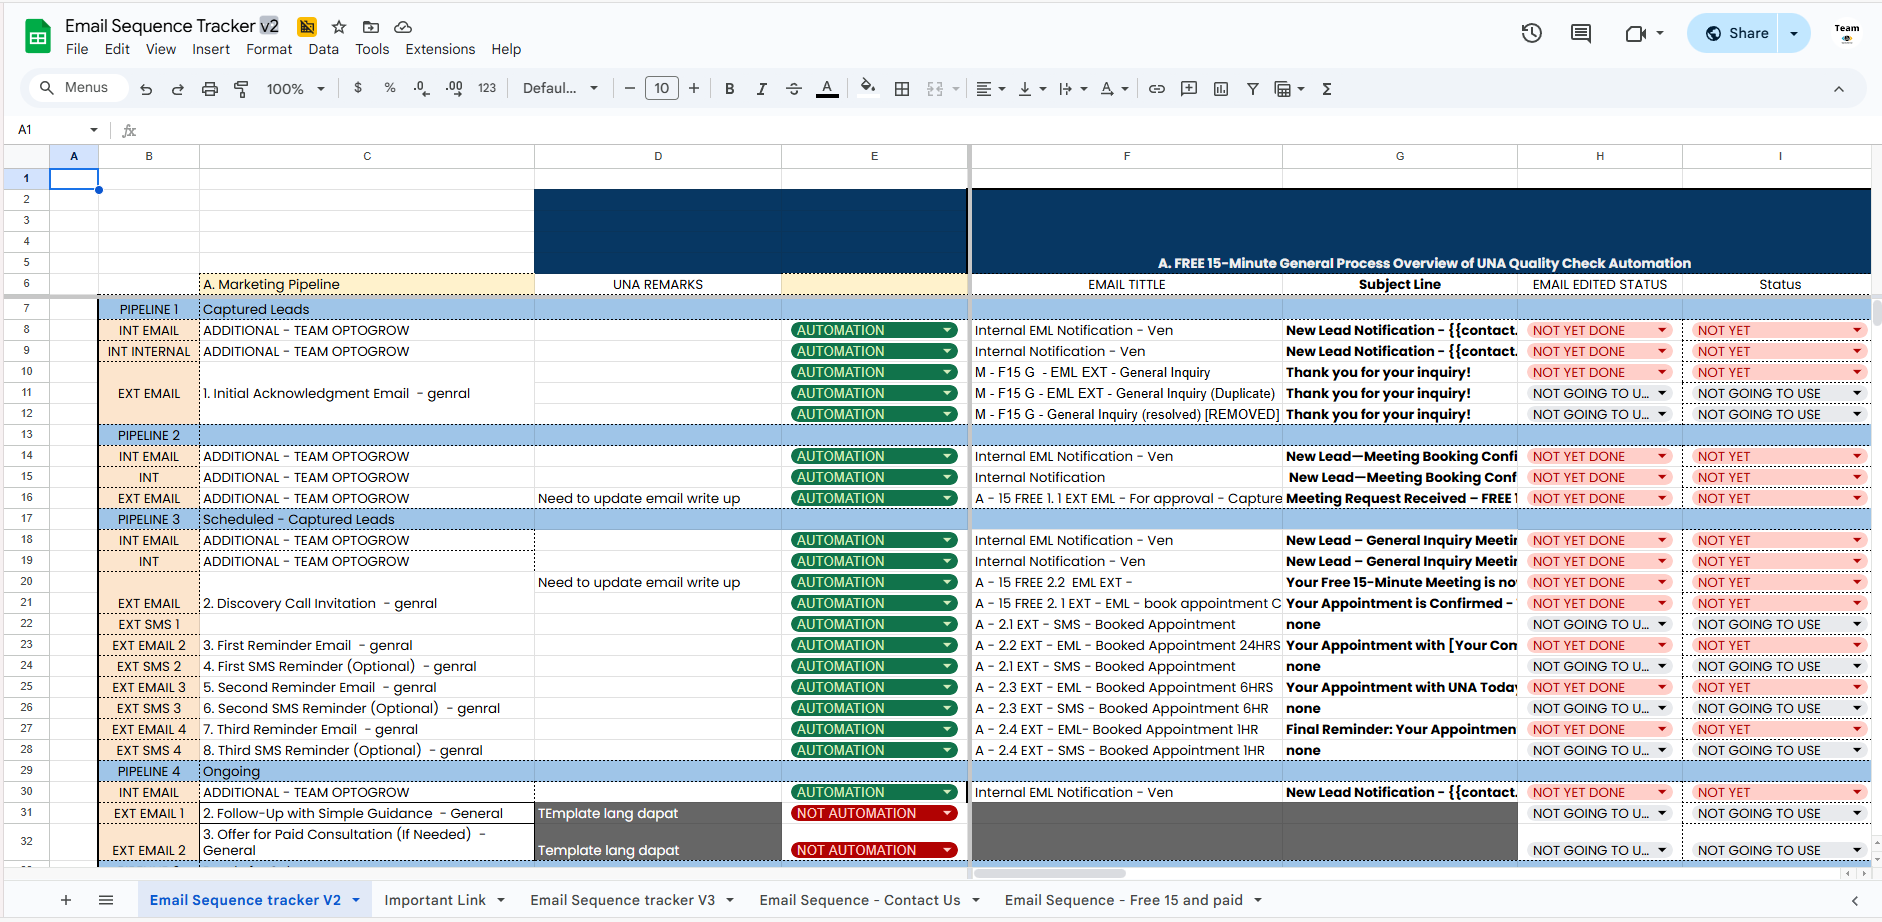 Email Sequence Tracker v2
Team
File Edit View Insert Format Data Tools Extensions Help
Share
Menus 100% $ % .0 .00 123 Defaul... − 10 + B I A Σ
A1 fx
A B C D E F G H I
1
2
3
4
5 A. FREE 15-Minute General Process Overview of UNA Quality Check Automation
6 A. Marketing Pipeline UNA REMARKS EMAIL TITTLE Subject Line EMAIL EDITED STATUS Status
7 PIPELINE 1 Captured Leads
8 INT EMAIL ADDITIONAL - TEAM OPTOGROW AUTOMATION Internal EML Notification - Ven New Lead Notification - {{contact. NOT YET DONE NOT YET
9 INT INTERNAL ADDITIONAL - TEAM OPTOGROW AUTOMATION Internal Notification - Ven New Lead Notification - {{contact. NOT YET DONE NOT YET
10 AUTOMATION M - F15 G - EML EXT - General Inquiry Thank you for your inquiry! NOT YET DONE NOT YET
11 EXT EMAIL 1. Initial Acknowledgment Email - genral AUTOMATION M - F15 G - EML EXT - General Inquiry (Duplicate) Thank you for your inquiry! NOT GOING TO U... NOT GOING TO USE
12 AUTOMATION M - F15 G - General Inquiry (resolved) [REMOVED] Thank you for your inquiry! NOT GOING TO U... NOT GOING TO USE
13 PIPELINE 2
14 INT EMAIL ADDITIONAL - TEAM OPTOGROW AUTOMATION Internal EML Notification - Ven New Lead—Meeting Booking Confi NOT YET DONE NOT YET
15 INT ADDITIONAL - TEAM OPTOGROW AUTOMATION Internal Notification New Lead—Meeting Booking Conf NOT YET DONE NOT YET
16 EXT EMAIL ADDITIONAL - TEAM OPTOGROW Need to update email write up AUTOMATION A - 15 FREE 1. 1 EXT EML - For approval - Capture Meeting Request Received – FREE 1 NOT YET DONE NOT YET
17 PIPELINE 3 Scheduled - Captured Leads
18 INT EMAIL ADDITIONAL - TEAM OPTOGROW AUTOMATION Internal EML Notification - Ven New Lead – General Inquiry Meetin NOT YET DONE NOT YET
19 INT ADDITIONAL - TEAM OPTOGROW AUTOMATION Internal Notification - Ven New Lead – General Inquiry Meetin NOT YET DONE NOT YET
20 Need to update email write up AUTOMATION A - 15 FREE 2.2 EML EXT - Your Free 15-Minute Meeting is no NOT YET DONE NOT YET
21 EXT EMAIL 2. Discovery Call Invitation - genral AUTOMATION A - 15 FREE 2. 1 EXT - EML - book appointment C Your Appointment is Confirmed - NOT YET DONE NOT YET
22 EXT SMS 1 AUTOMATION A - 2.1 EXT - SMS - Booked Appointment none NOT GOING TO U... NOT GOING TO USE
23 EXT EMAIL 2 3. First Reminder Email - genral AUTOMATION A - 2.2 EXT - EML - Booked Appointment 24HRS Your Appointment with [Your Com NOT YET DONE NOT YET
24 EXT SMS 2 4. First SMS Reminder (Optional) - genral AUTOMATION A - 2.1 EXT - SMS - Booked Appointment none NOT GOING TO U... NOT GOING TO USE
25 EXT EMAIL 3 5. Second Reminder Email - genral AUTOMATION A - 2.3 EXT - EML - Booked Appointment 6HRS Your Appointment with UNA Today NOT YET DONE NOT YET
26 EXT SMS 3 6. Second SMS Reminder (Optional) - genral AUTOMATION A - 2.3 EXT - SMS - Booked Appointment 6HR none NOT GOING TO U... NOT GOING TO USE
27 EXT EMAIL 4 7. Third Reminder Email - genral AUTOMATION A - 2.4 EXT - EML- Booked Appointment 1HR Final Reminder: Your Appointmen NOT YET DONE NOT YET
28 EXT SMS 4 8. Third SMS Reminder (Optional) - genral AUTOMATION A - 2.4 EXT - SMS - Booked Appointment 1HR none NOT GOING TO U... NOT GOING TO USE
29 PIPELINE 4 Ongoing
30 INT EMAIL ADDITIONAL - TEAM OPTOGROW AUTOMATION Internal EML Notification - Ven New Lead Notification - {{contact. NOT YET DONE NOT YET
31 EXT EMAIL 1 2. Follow-Up with Simple Guidance - General TEmplate lang dapat NOT AUTOMATION NOT GOING TO U... NOT GOING TO USE
32 3. Offer for Paid Consultation (If Needed) -
EXT EMAIL 2 General Template lang dapat NOT AUTOMATION NOT GOING TO U... NOT GOING TO USE
Email Sequence tracker V2 Important Link Email Sequence tracker V3 Email Sequence - Contact Us Email Sequence - Free 15 and paid